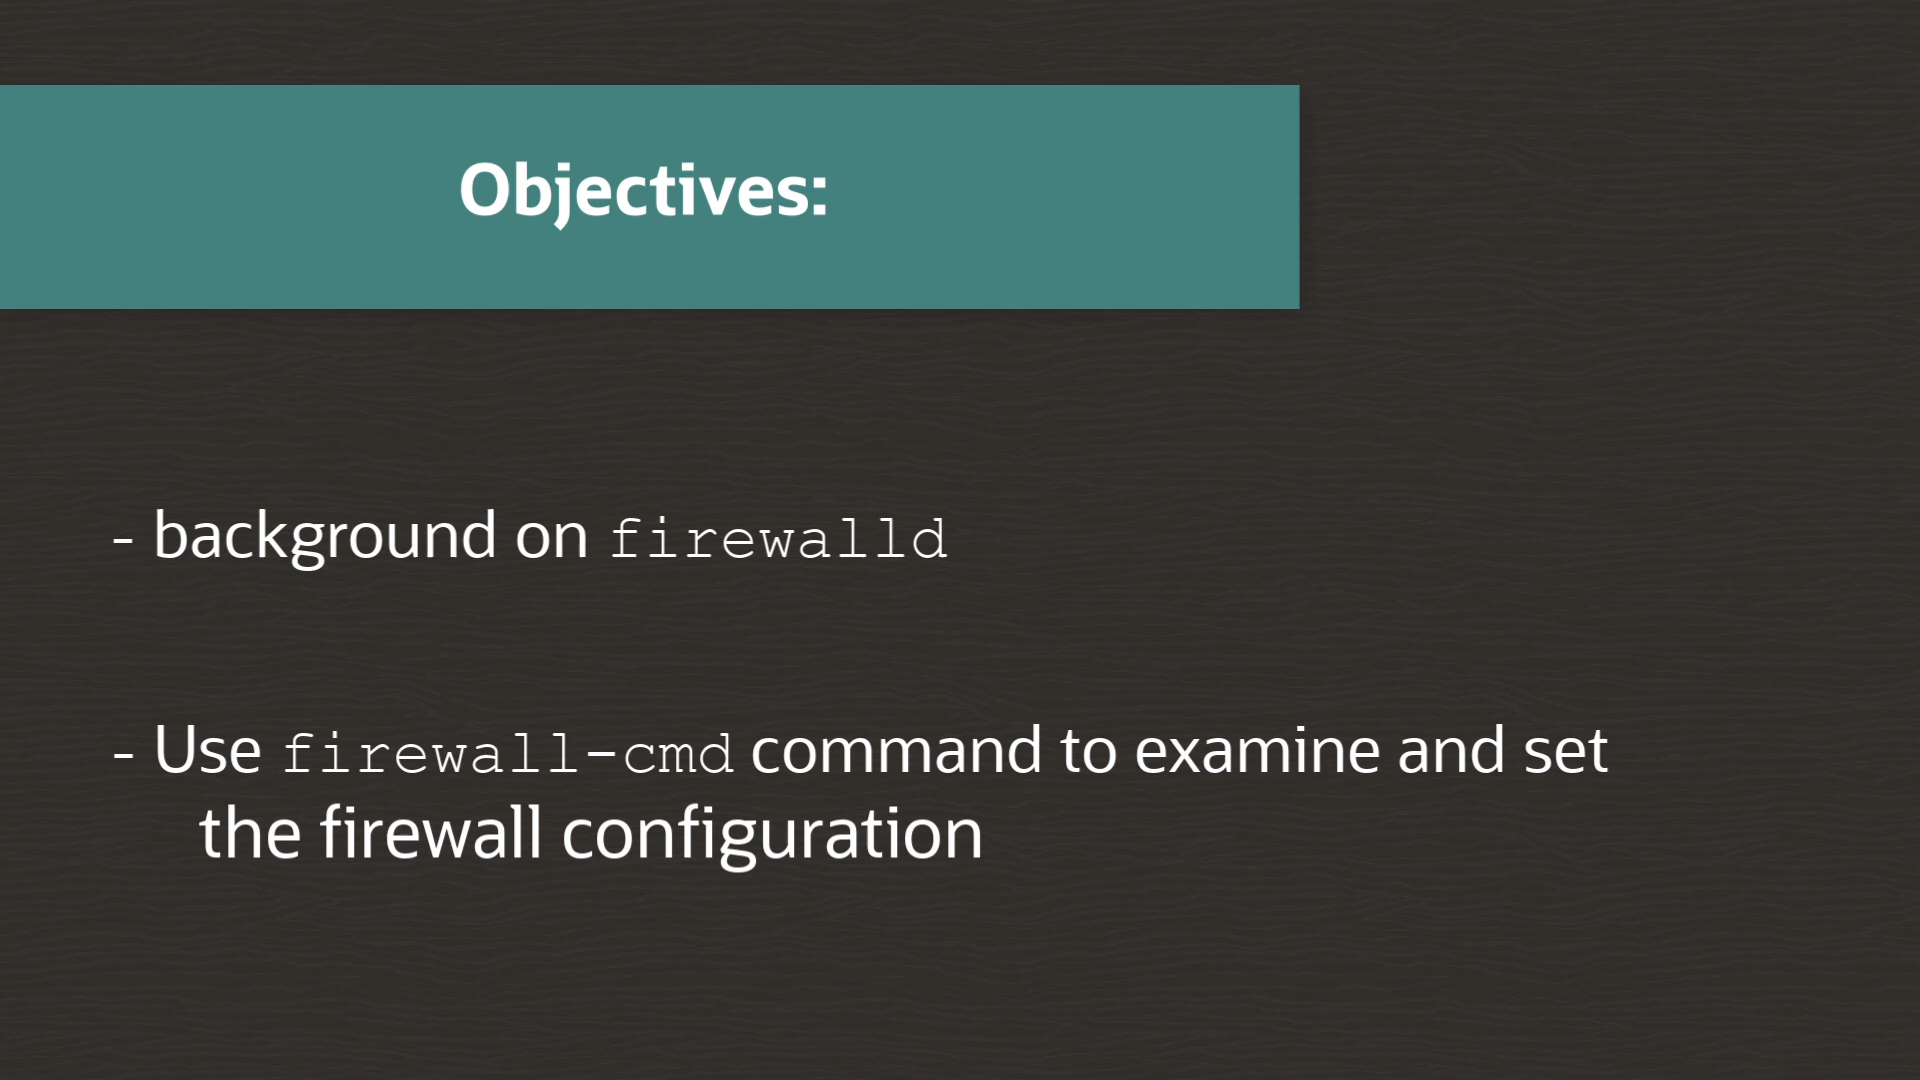 Objectives:
- background on firewalld
- Use firewall-cmd command to examine and set
the firewall configuration